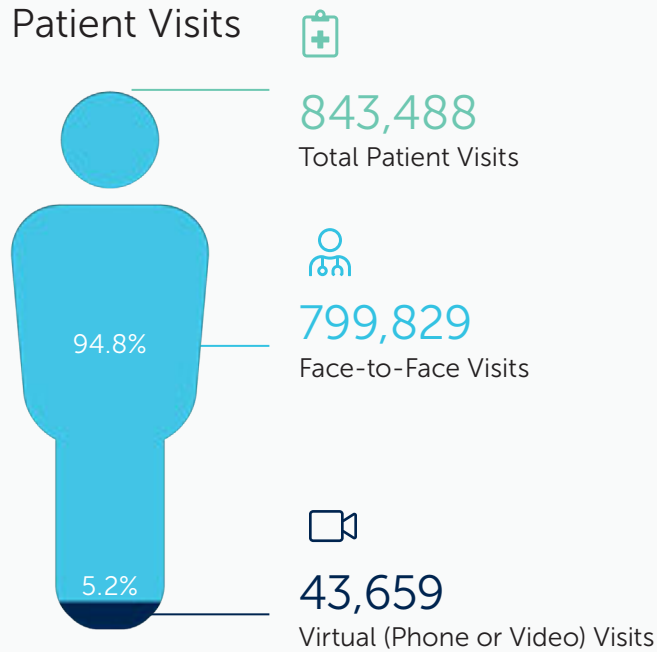 Patient Visits
843,488
Total Patient Visits
94.8%
799,829
Face-to-Face Visits
5.2%
43,659
Virtual (Phone or Video) Visits